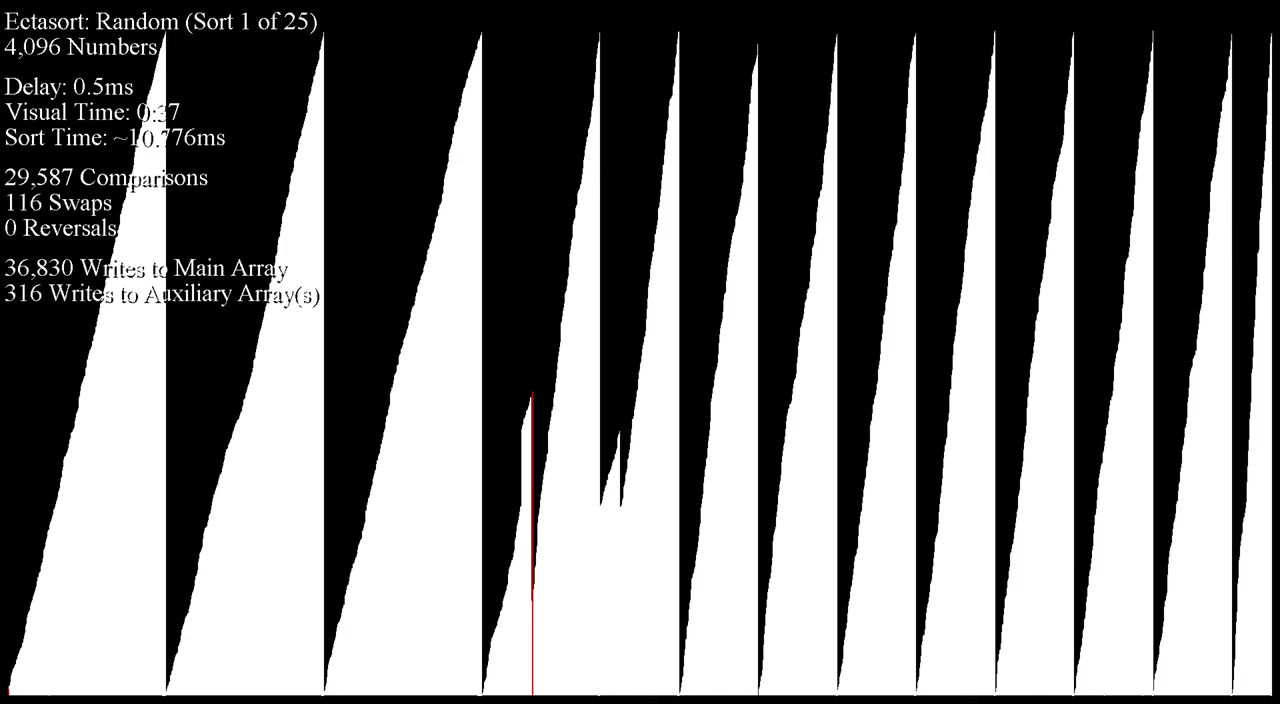 Ectasort: Random (Sort 1 of 25)
4,096 Numbers
Delay: 0.5ms
Visual Time: 0:37
Sort Time: ~10.776ms
29,587 Comparisons
116 Swaps
0 Reversals
36,830 Writes to Main Array
316 Writes to Auxiliary Array(s)